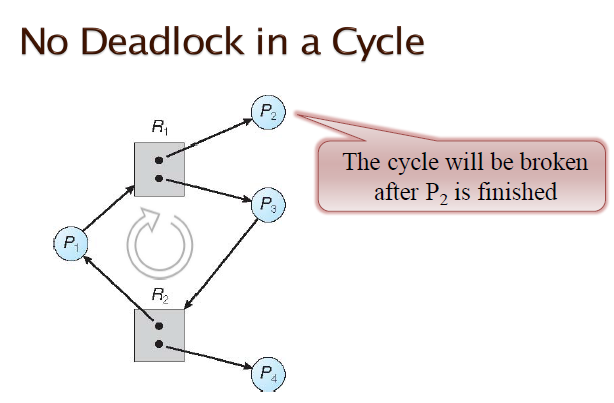 No Deadlock in a Cycle
P₂
R₁
The cycle will be broken
after P₂ is finished
P₃
P₁
R₂
P₄